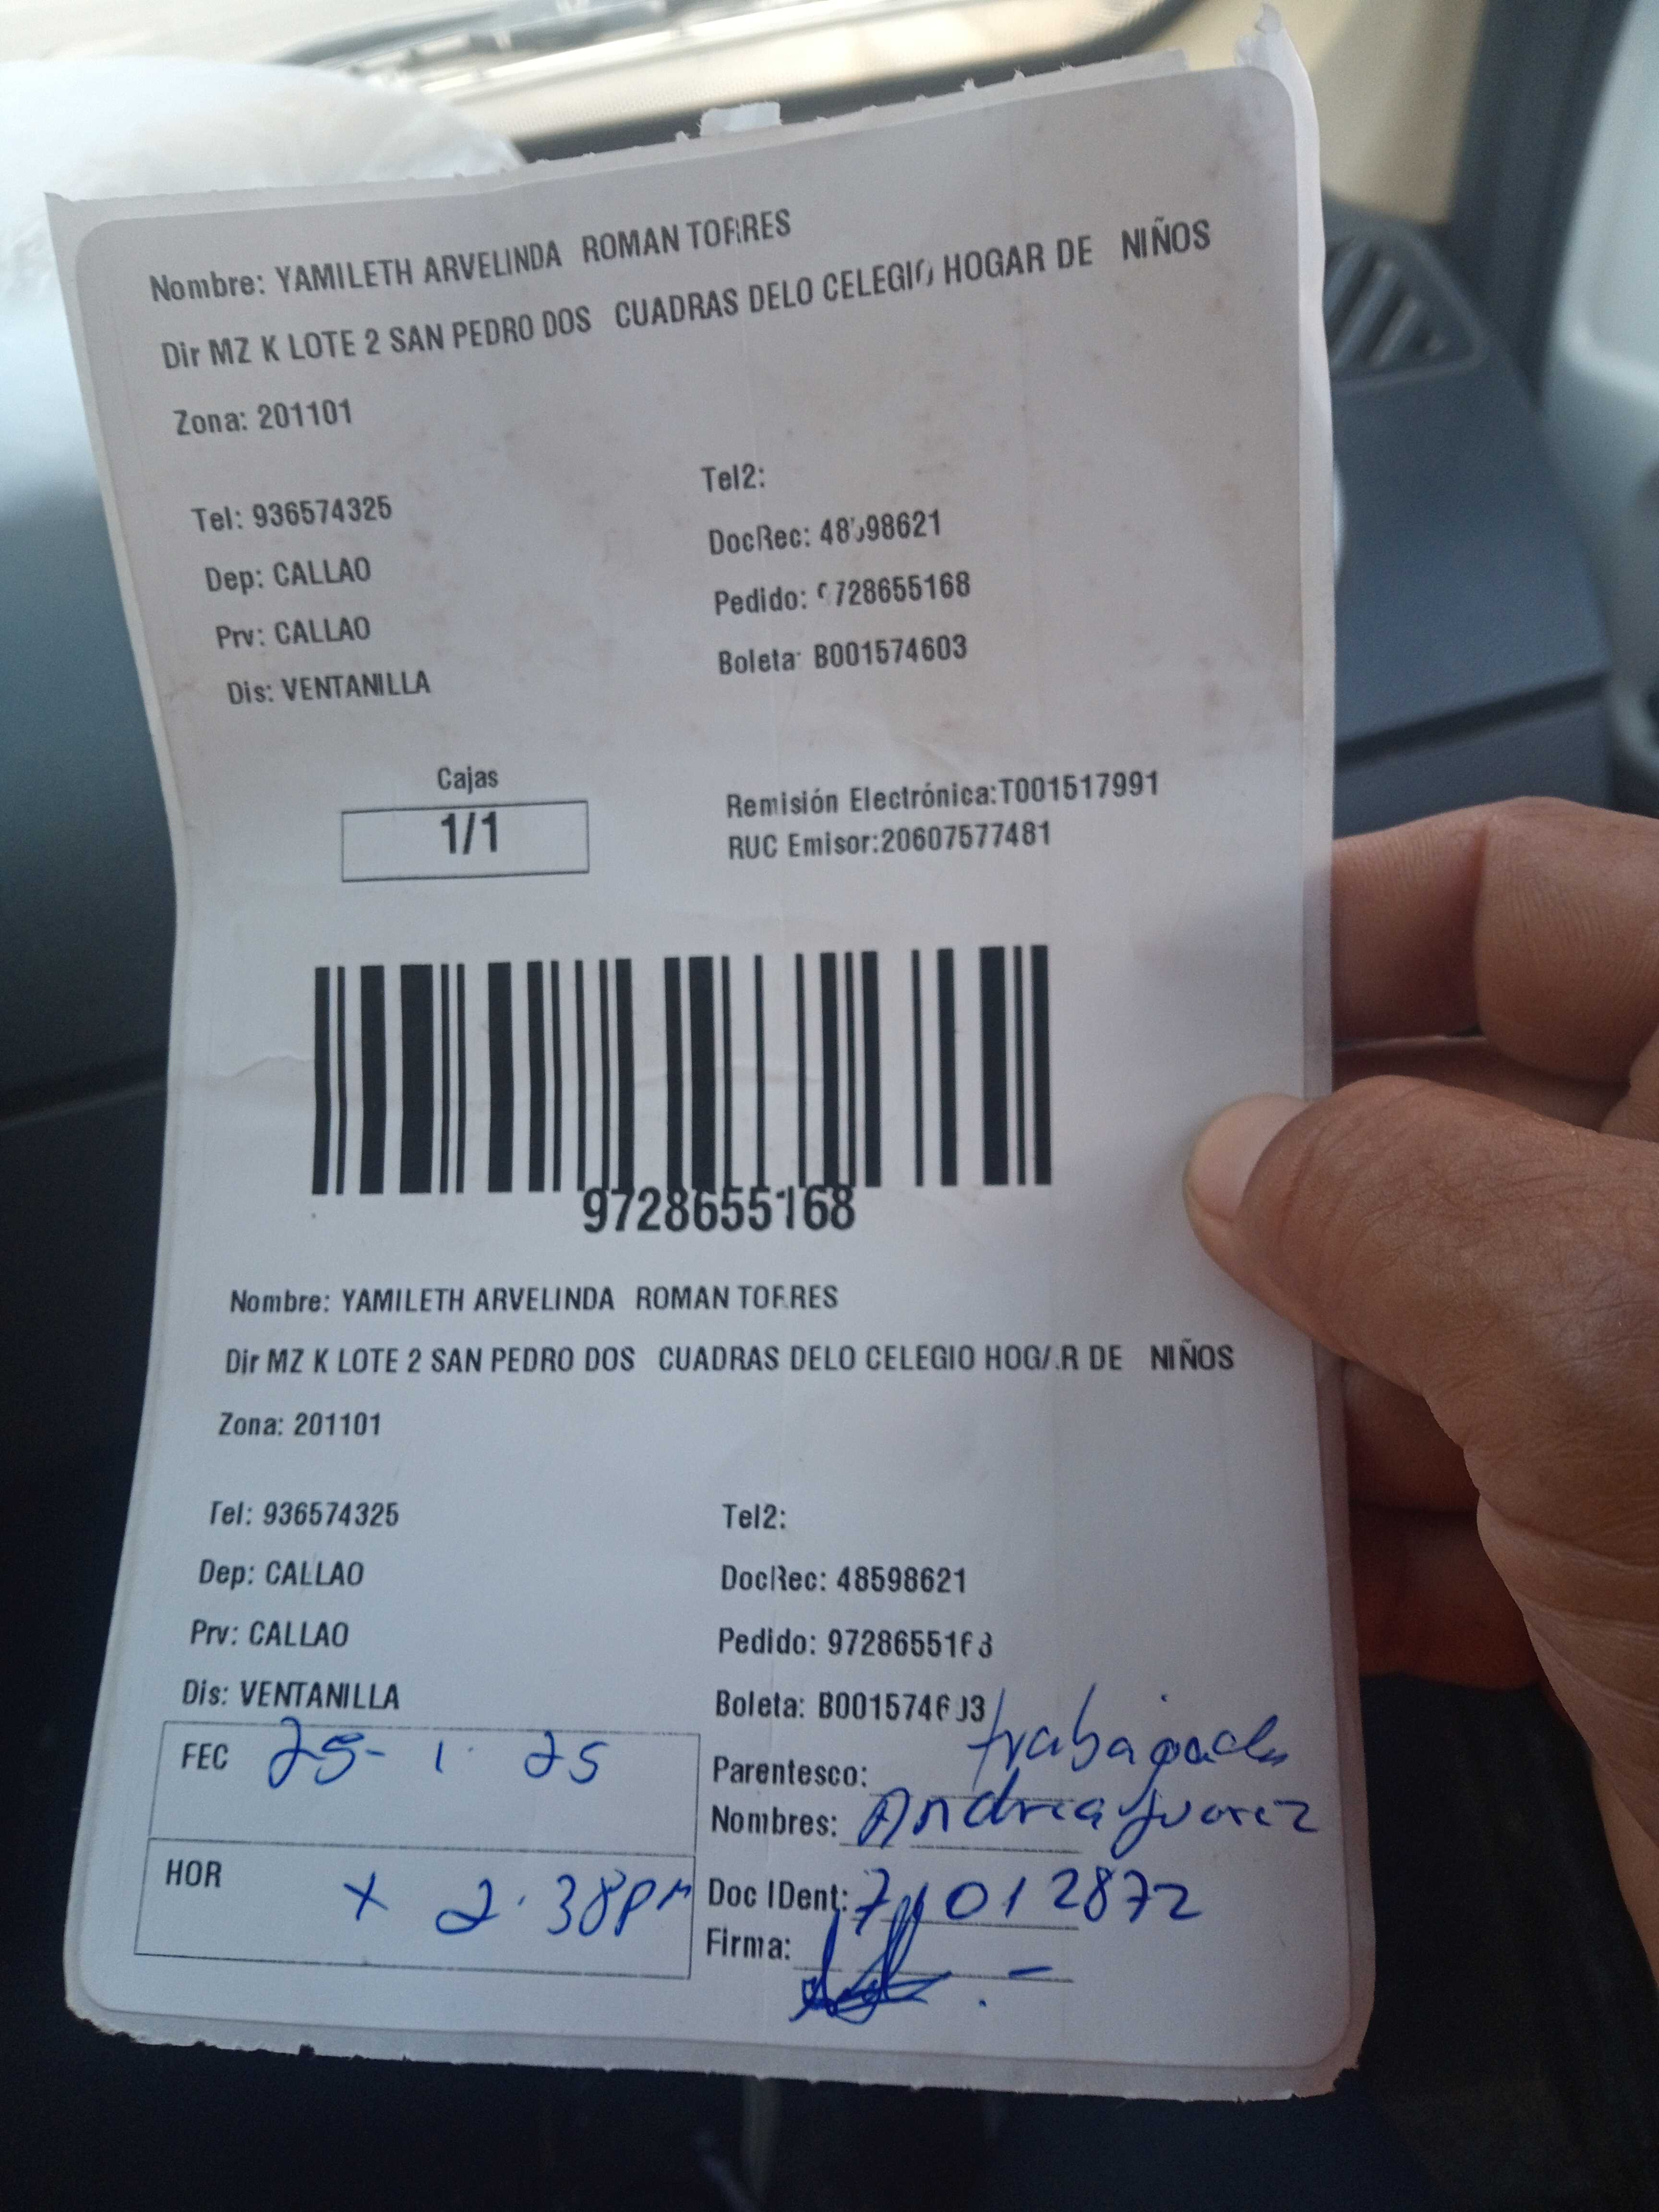 Nombre: YAMILETH ARVELINDA ROMAN TORRES
Dir MZ K LOTE 2 SAN PEDRO DOS CUADRAS DELO CELEGIO HOGAR DE NIÑOS
Zona: 201101
Tel: 936574325 Tel2:
Dep: CALLAO DocRec: 48598621
Prv: CALLAO Pedido: 9728655168
Dis: VENTANILLA Boleta: B001574603
Cajas
1/1
Remisión Electrónica:T001517991
RUC Emisor:20607577481
9728655168
Nombre: YAMILETH ARVELINDA ROMAN TORRES
Dir MZ K LOTE 2 SAN PEDRO DOS CUADRAS DELO CELEGIO HOGAR DE NIÑOS
Zona: 201101
Tel: 936574325 Tel2:
Dep: CALLAO DocRec: 48598621
Prv: CALLAO Pedido: 9728655168
Dis: VENTANILLA Boleta: B001574603
FEC 25-1-25
Parentesco:
Nombres: Andrea
HOR x 2.38pm
Doc IDent:
Firma: